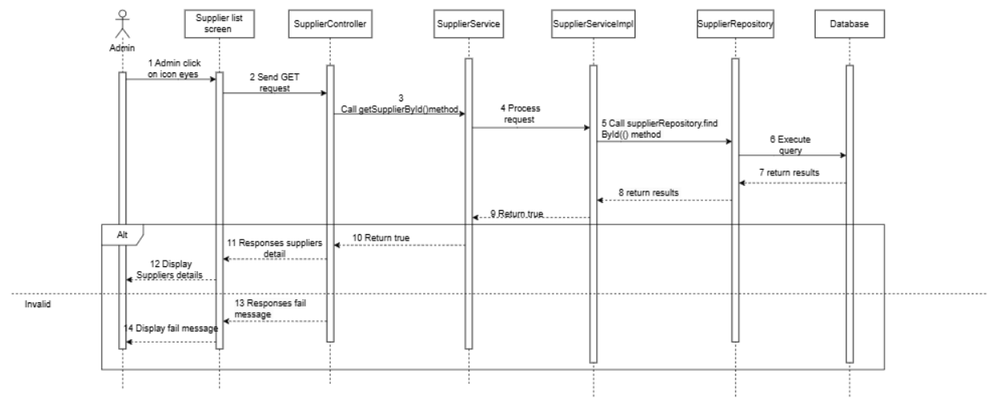 Supplier list
screen
SupplierController
SupplierService
SupplierServiceImpl
SupplierRepository
Database
Admin
1 Admin click
on icon eyes
2 Send GET
request
3
Call getSupplierById()method
4 Process
request
5 Call supplierRepository.find
ById(() method
6 Execute
query
7 return results
8 return results
9 Return true
Alt
10 Return true
11 Responses suppliers
detail
12 Display
Suppliers details
Invalid
13 Responses fail
message
14 Display fail message